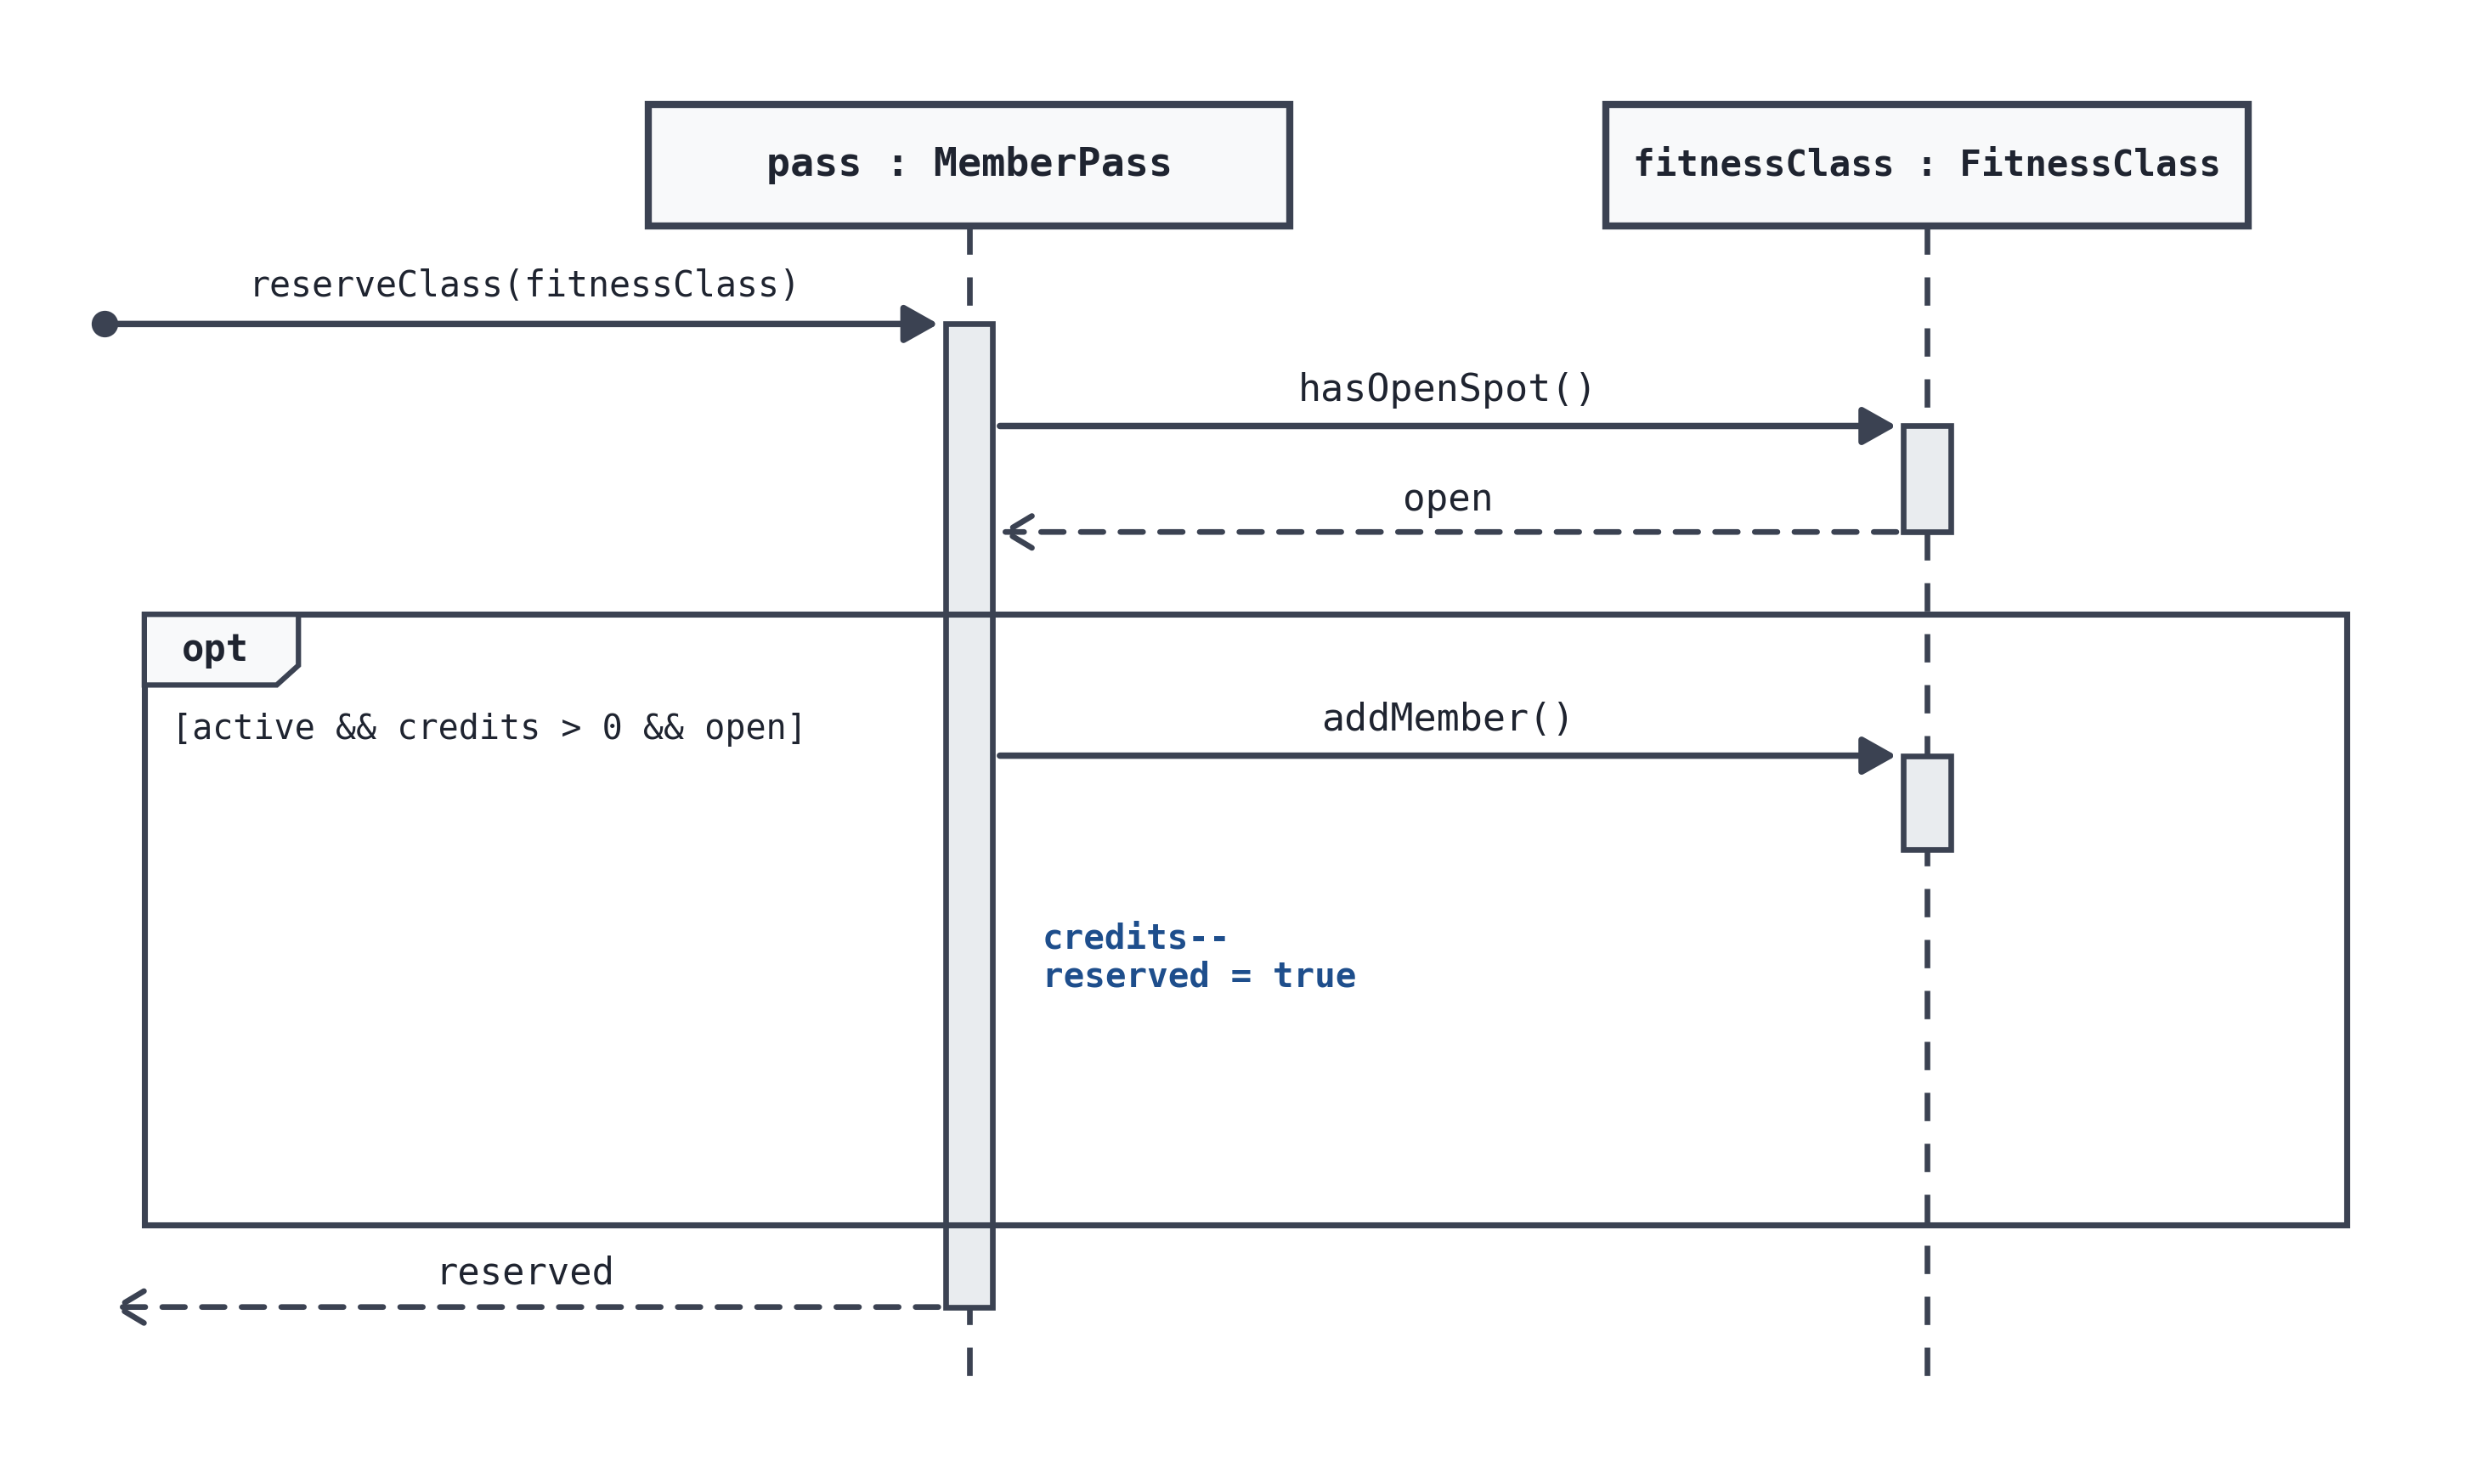 pass : MemberPass
fitnessClass : FitnessClass
reserveClass(fitnessClass)
hasOpenSpot()
open
opt
[active && credits > 0 && open]
addMember()
credits--
reserved = true
reserved